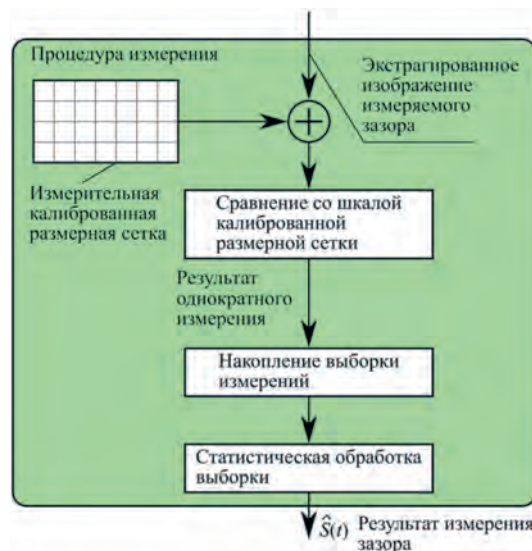 Процедура измерения
Экстрагированное
изображение
измеряемого
зазора
Измерительная
калиброванная
размерная сетка
Сравнение со шкалой
калиброванной
размерной сетки
Результат
однократного
измерения
Накопление выборки
измерений
Статистическая обработка
выборки
Ŝ(t) Результат измерения
зазора